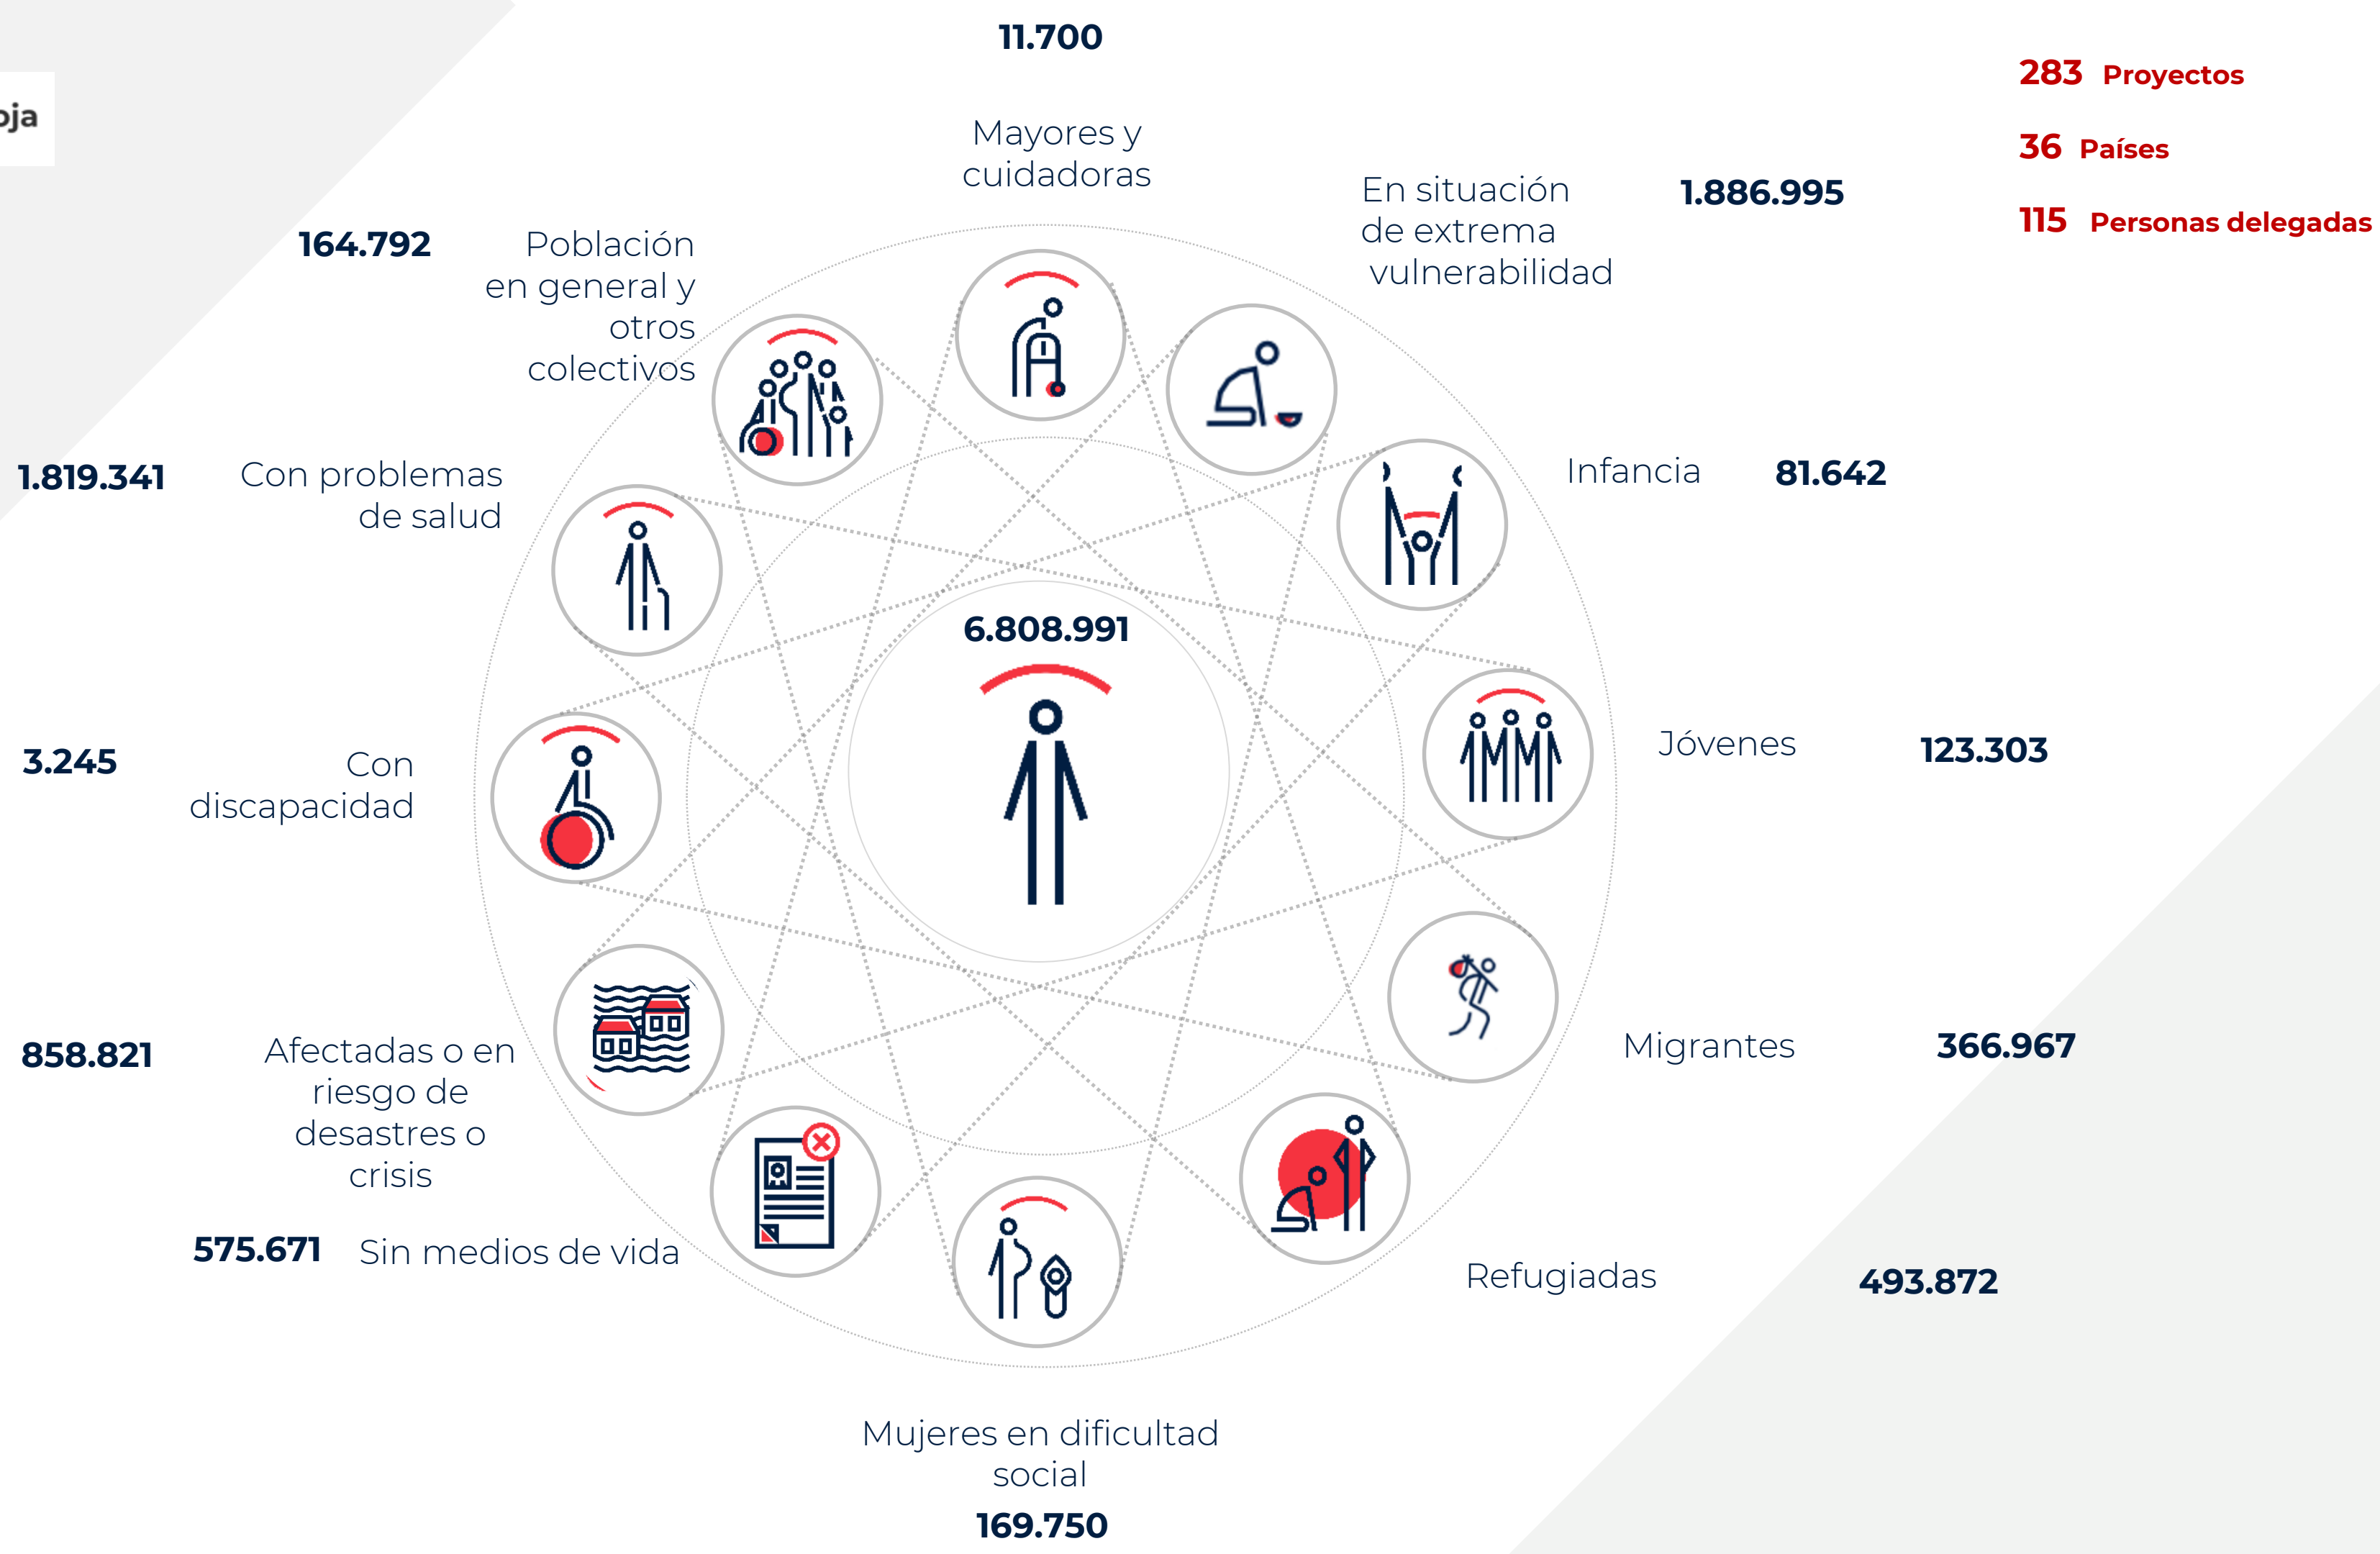 11.700
Mayores y
cuidadoras
283 Proyectos
36 Países
115 Personas delegadas
oja
En situación
de extrema
vulnerabilidad
1.886.995
164.792
Población
en general y
otros
colectivos
Infancia
81.642
1.819.341
Con problemas
de salud
6.808.991
Jóvenes
123.303
3.245
Con
discapacidad
Migrantes
366.967
858.821
Afectadas o en
riesgo de
desastres o
crisis
575.671
Sin medios de vida
Refugiadas
493.872
Mujeres en dificultad
social
169.750